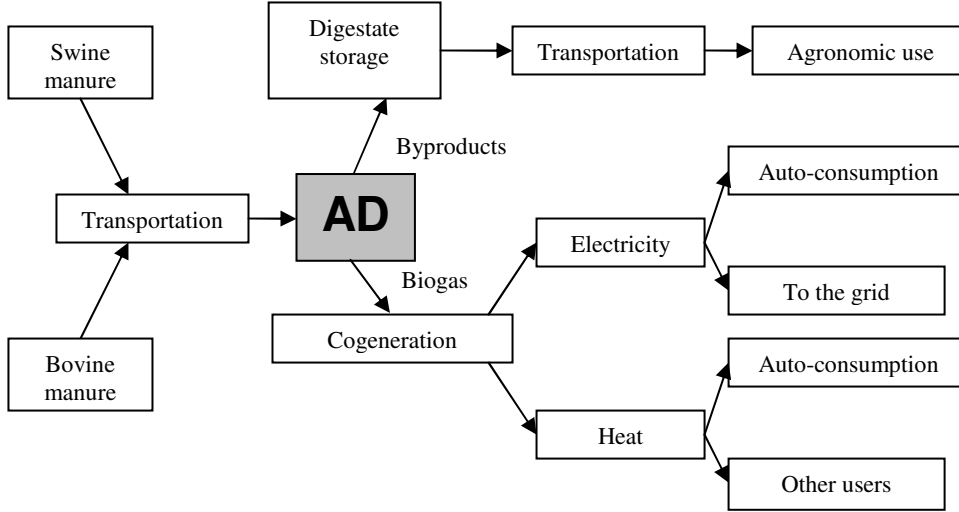 Swine
manure
Digestate
storage
Transportation
Agronomic use
Byproducts
Auto-consumption
Transportation
AD
Electricity
Biogas
To the grid
Cogeneration
Bovine
manure
Auto-consumption
Heat
Other users